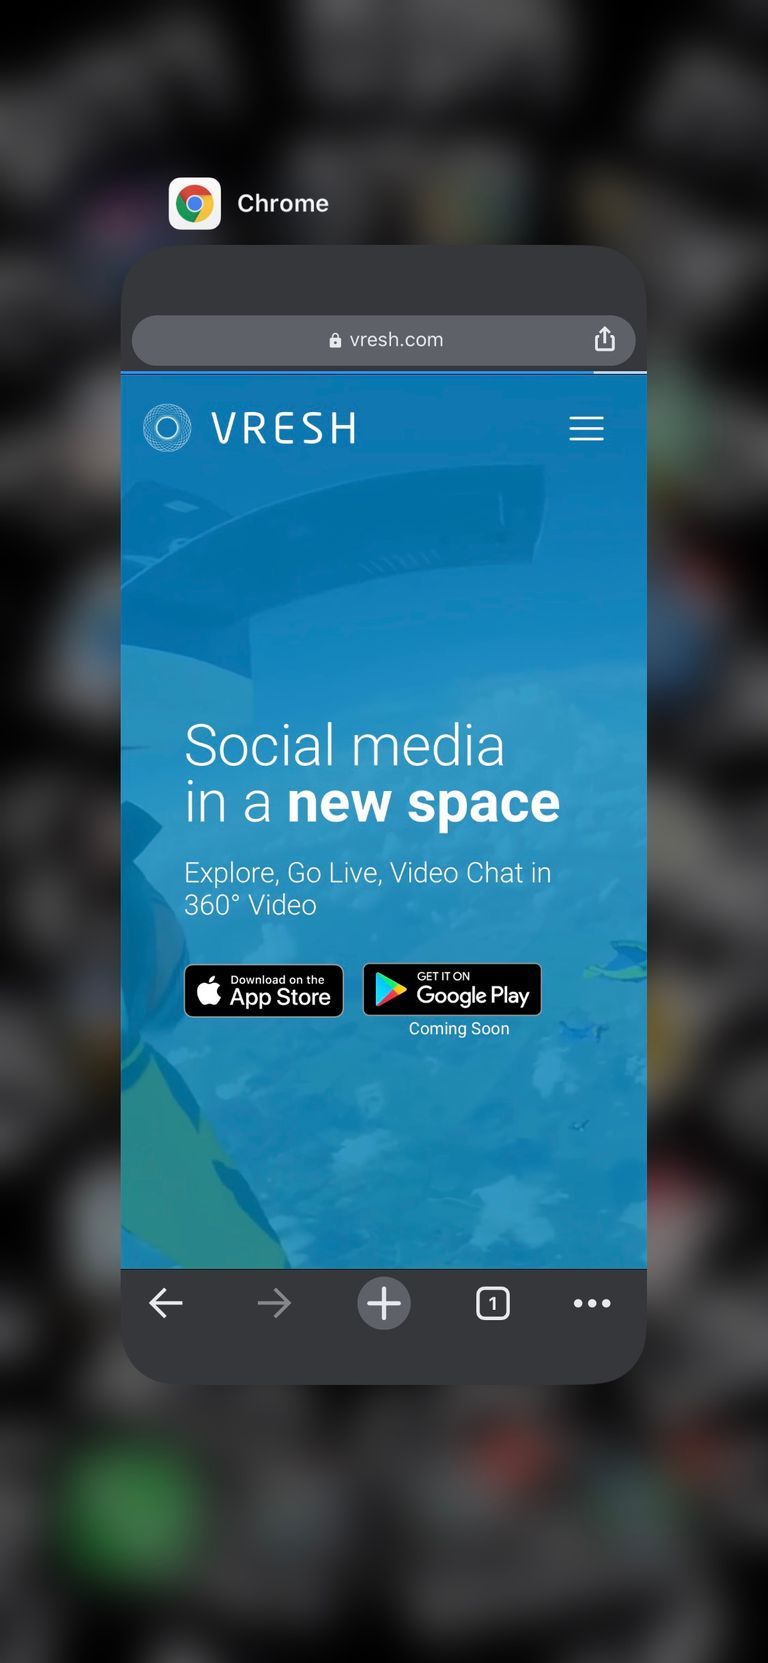 Chrome
vresh.com
VRESH
Social media
in a new space
Explore, Go Live, Video Chat in
360° Video
Download on the
App Store
GET IT ON
Google Play
Coming Soon
1